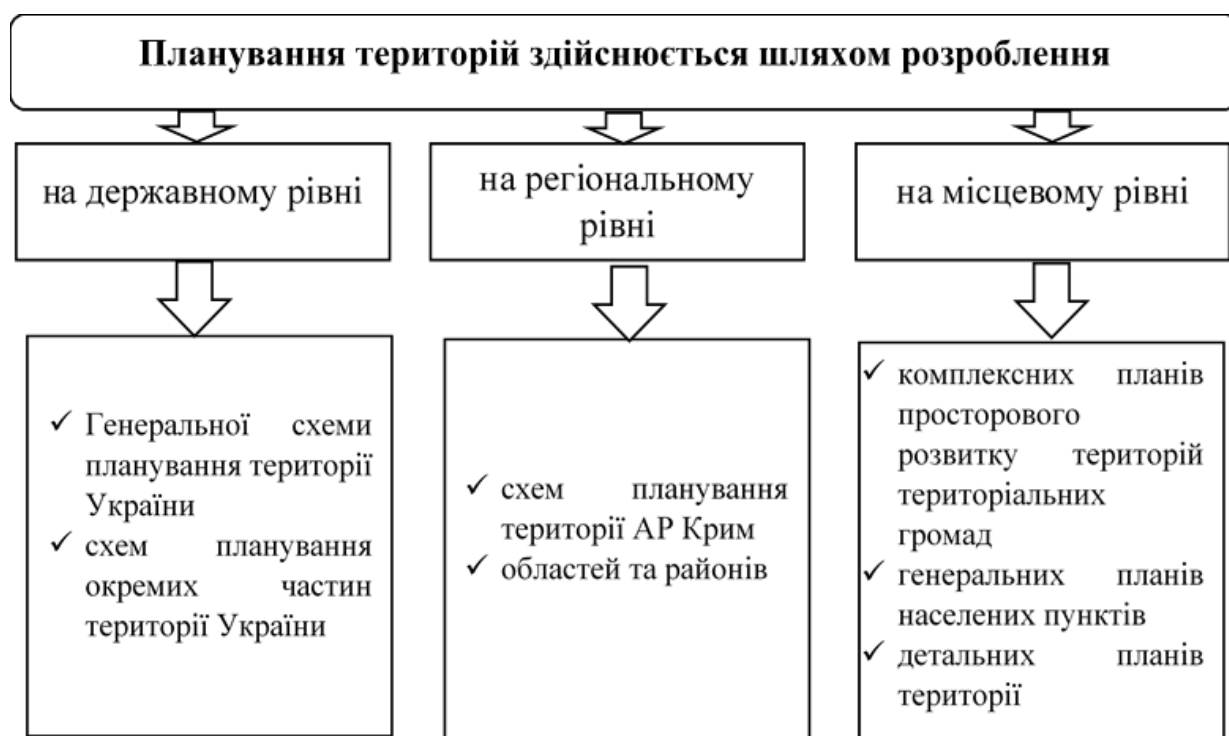 Планування територій здійснюється шляхом розроблення
на державному рівні
на регіональному
рівні
на місцевому рівні
✓ Генеральної схеми
планування території
України
✓ схем планування
окремих частин
території України
✓ схем планування
території АР Крим
✓ областей та районів
✓ комплексних планів
просторового
розвитку територій
територіальних
громад
✓ генеральних планів
населених пунктів
✓ детальних планів
території